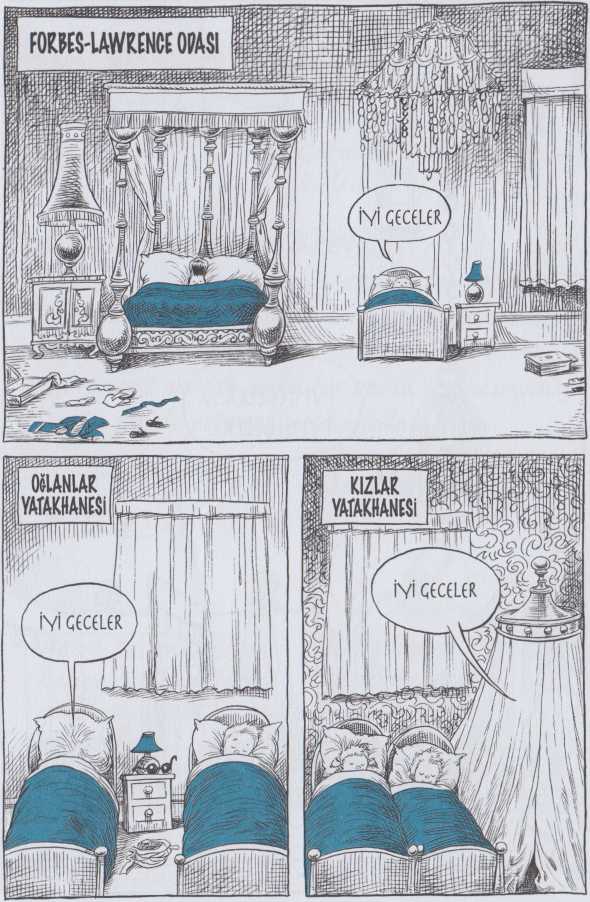 FORBES-LAWRENCE ODASI
İYİ GECELER
OĞLANLAR
YATAKHANESİ
İYİ GECELER
KIZLAR
YATAKHANESİ
İYİ GECELER